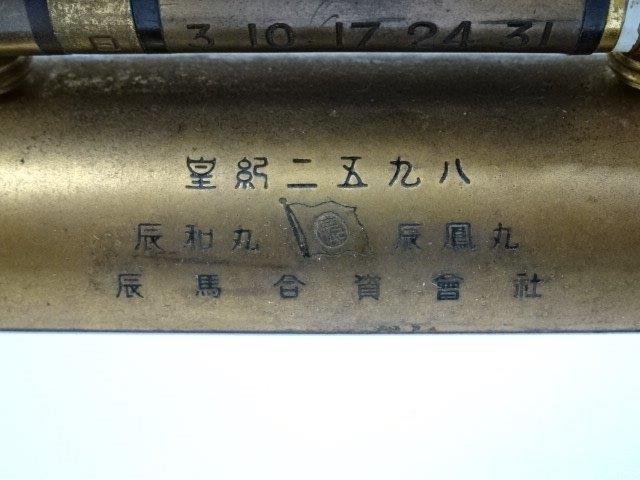 日 3 10 17 24 31
皇紀二五九八
辰和丸 辰鳳丸
辰馬合資會社